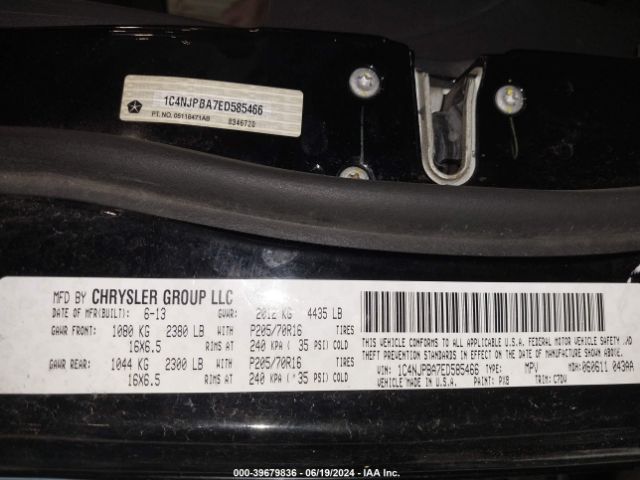 1C4NJPBA7ED585466
PT. NO. 05116471AB 8346720
MFD BY CHRYSLER GROUP LLC
DATE OF MFR(BUILT): 6-13 GVWR: 2012 KG 4435 LB
GAWR FRONT: 1080 KG 2380 LB WITH P205/70R16 TIRES
16X6.5 RIMS AT 240 KPA ( 35 PSI) COLD
GAWR REAR: 1044 KG 2300 LB WITH P205/70R16 TIRES
16X6.5 RIMS AT 240 KPA ( 35 PSI) COLD
THIS VEHICLE CONFORMS TO ALL APPLICABLE U.S.A. FEDERAL MOTOR VEHICLE SAFETY AND
THEFT PREVENTION STANDARDS IN EFFECT ON THE DATE OF MANUFACTURE SHOWN ABOVE.
VIN: 1C4NJPBA7ED585466 TYPE: MPV MDH: 060611 043AA
VEHICLE MADE IN U.S.A. PAINT: PX8 TRIM: C7DV
000-39679836 - 06/19/2024 - IAA Inc.